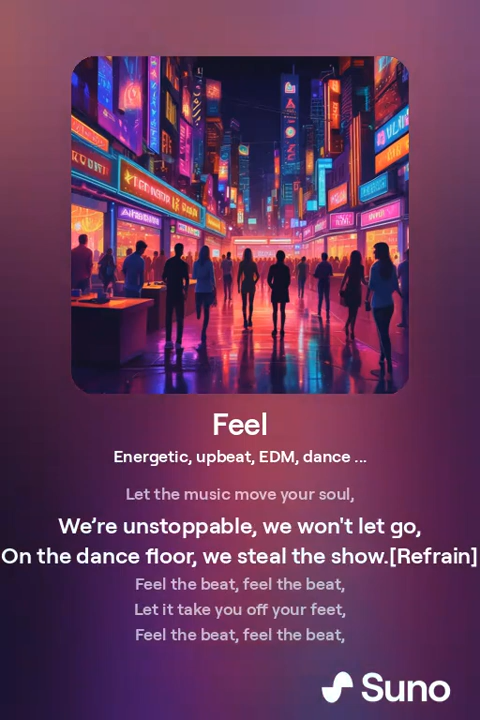 Feel
Energetic, upbeat, EDM, dance ...
Let the music move your soul,
We’re unstoppable, we won't let go,
On the dance floor, we steal the show.[Refrain]
Feel the beat, feel the beat,
Let it take you off your feet,
Feel the beat, feel the beat,
Suno